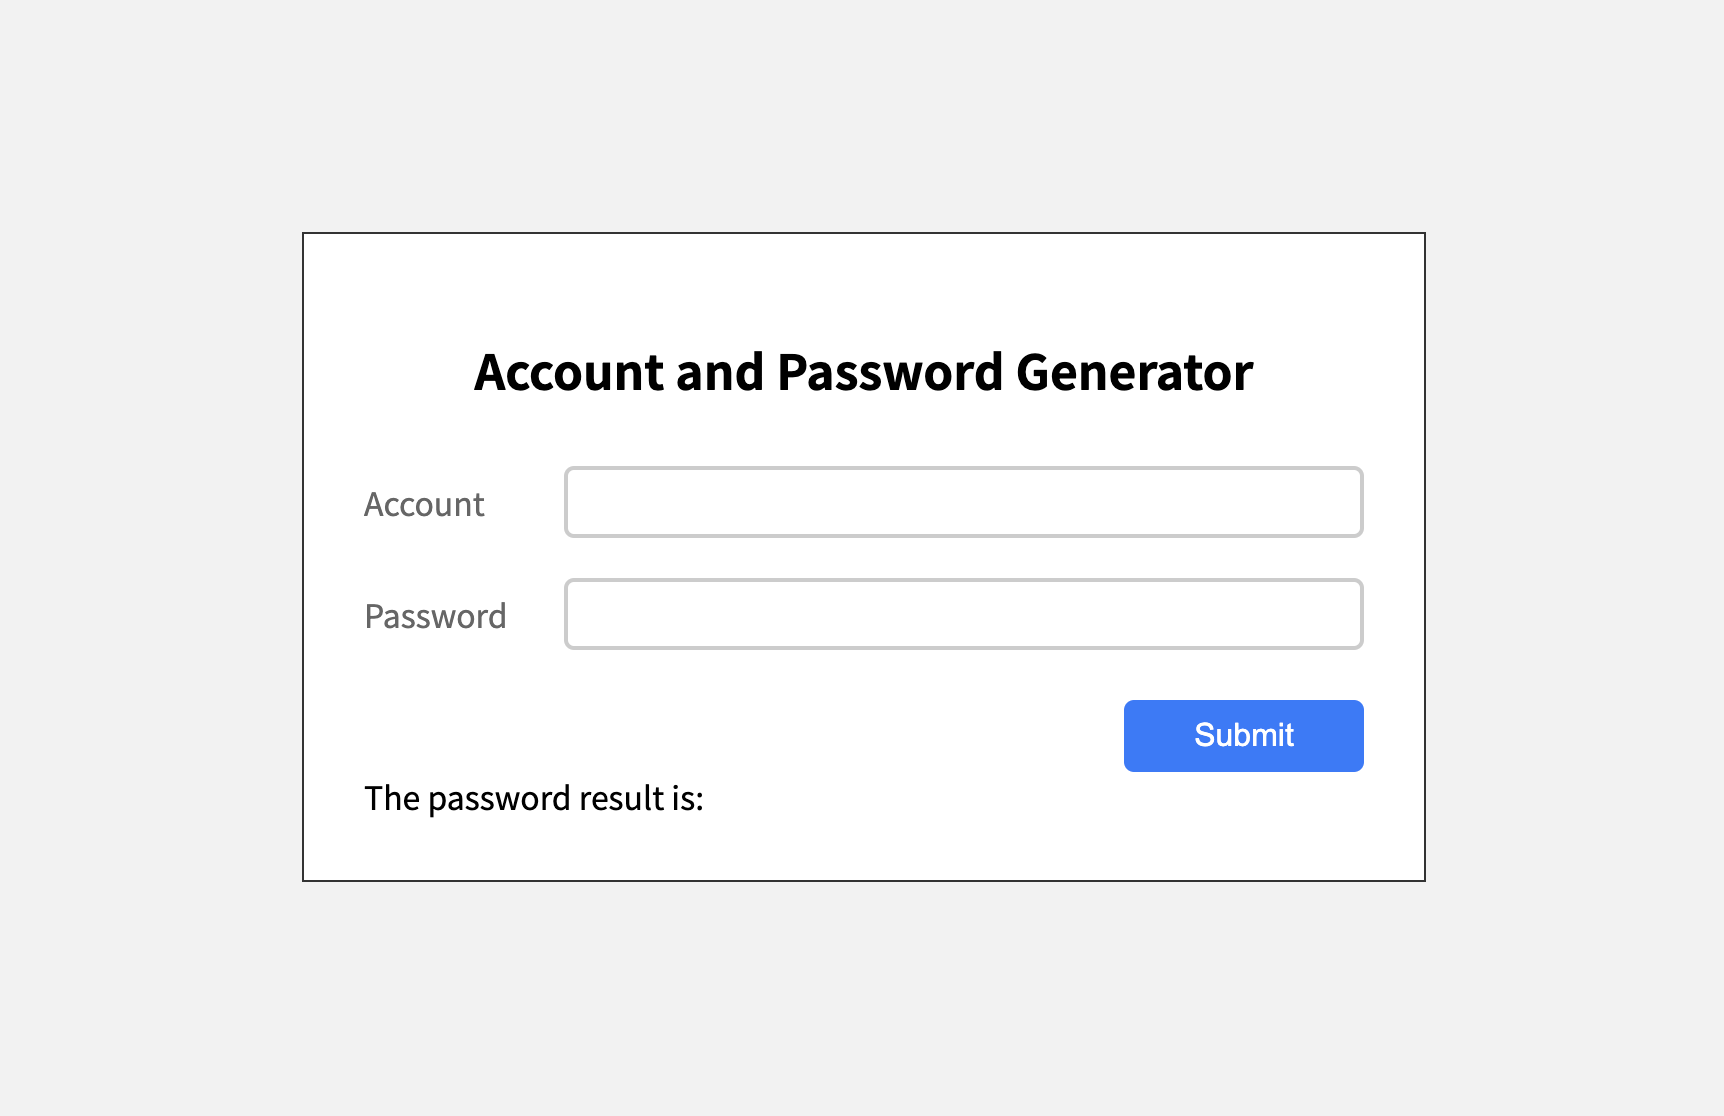 Account and Password Generator
Account
Password
Submit
The password result is: